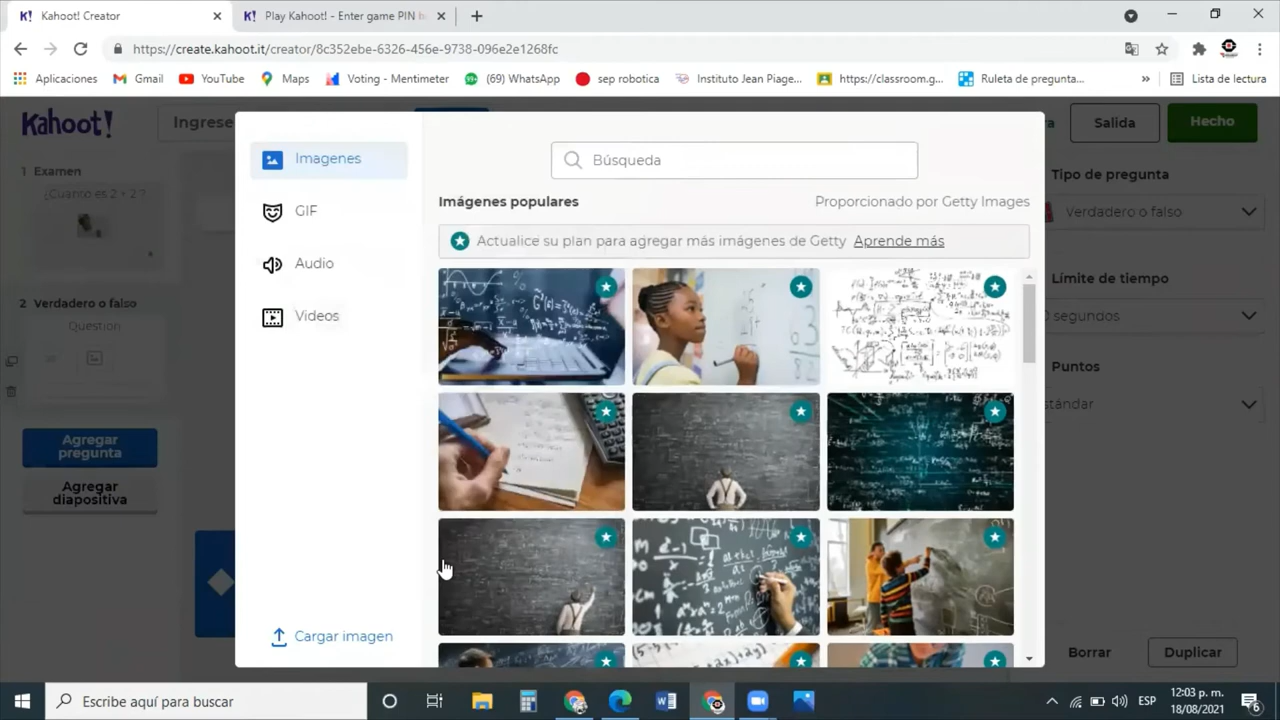 Kahoot! Creator
Play Kahoot! - Enter game PIN
https://create.kahoot.it/creator/8c352ebe-6326-456e-9738-096e2e1268fc
Aplicaciones
Gmail
YouTube
Maps
Voting - Mentimeter
(69) WhatsApp
sep robotica
Instituto Jean Piage...
https://classroom.g...
Ruleta de pregunta...
»
Lista de lectura
Kahoot!
Ingrese
Salida
Hecho
1 Examen
¿Cuanto es 2 + 2 ?
2 Verdadero o falso
Question
Agregar
pregunta
Agregar
diapositiva
Imagenes
GIF
Audio
Videos
Cargar imagen
Búsqueda
Imágenes populares
Proporcionado por Getty Images
Actualice su plan para agregar más imágenes de Getty Aprende más
Tipo de pregunta
Verdadero o falso
Límite de tiempo
0 segundos
Puntos
stándar
Borrar
Duplicar
Escribe aquí para buscar
ESP
12:03 p. m.
18/08/2021
6